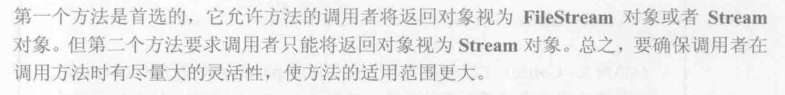 第一个方法是首选的，它允许方法的调用者将返回对象视为 FileStream 对象或者 Stream
对象。但第二个方法要求调用者只能将返回对象视为 Stream 对象。总之，要确保调用者在
调用方法时有尽量大的灵活性，使方法的适用范围更大。